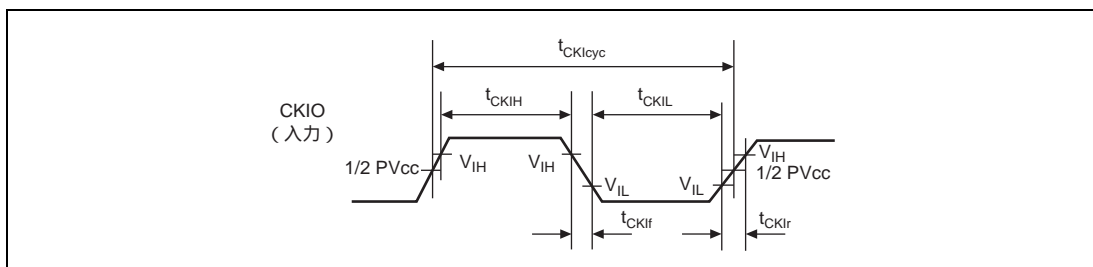 tCKIcyc
tCKIH
tCKIL
CKIO
（入力）
1/2 PVcc
VIH
VIH
VIL
VIL
VIH
1/2 PVcc
tCKIf
tCKIr